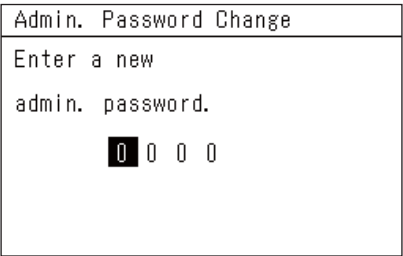 Admin. Password Change
Enter a new
admin. password.
0 0 0 0